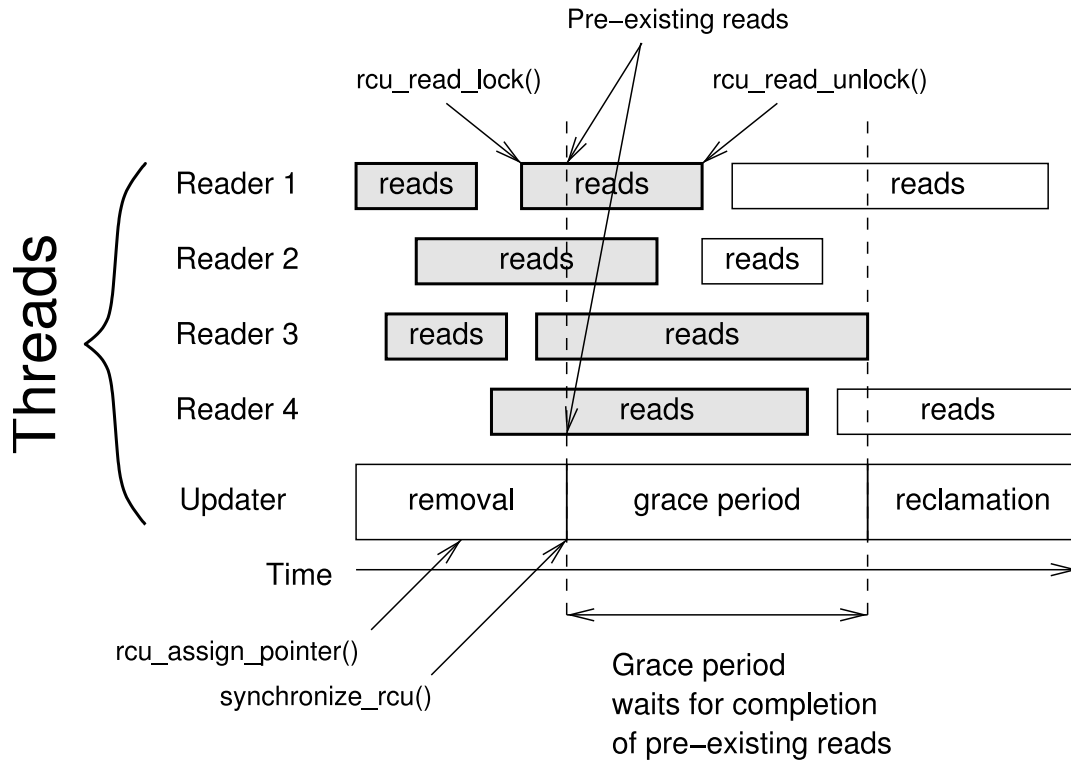 Pre−existing reads
rcu_read_lock()
rcu_read_unlock()
Threads
Reader 1
reads
reads
reads
Reader 2
reads
reads
Reader 3
reads
reads
Reader 4
reads
reads
Updater
removal
grace period
reclamation
Time
rcu_assign_pointer()
synchronize_rcu()
Grace period
waits for completion
of pre−existing reads